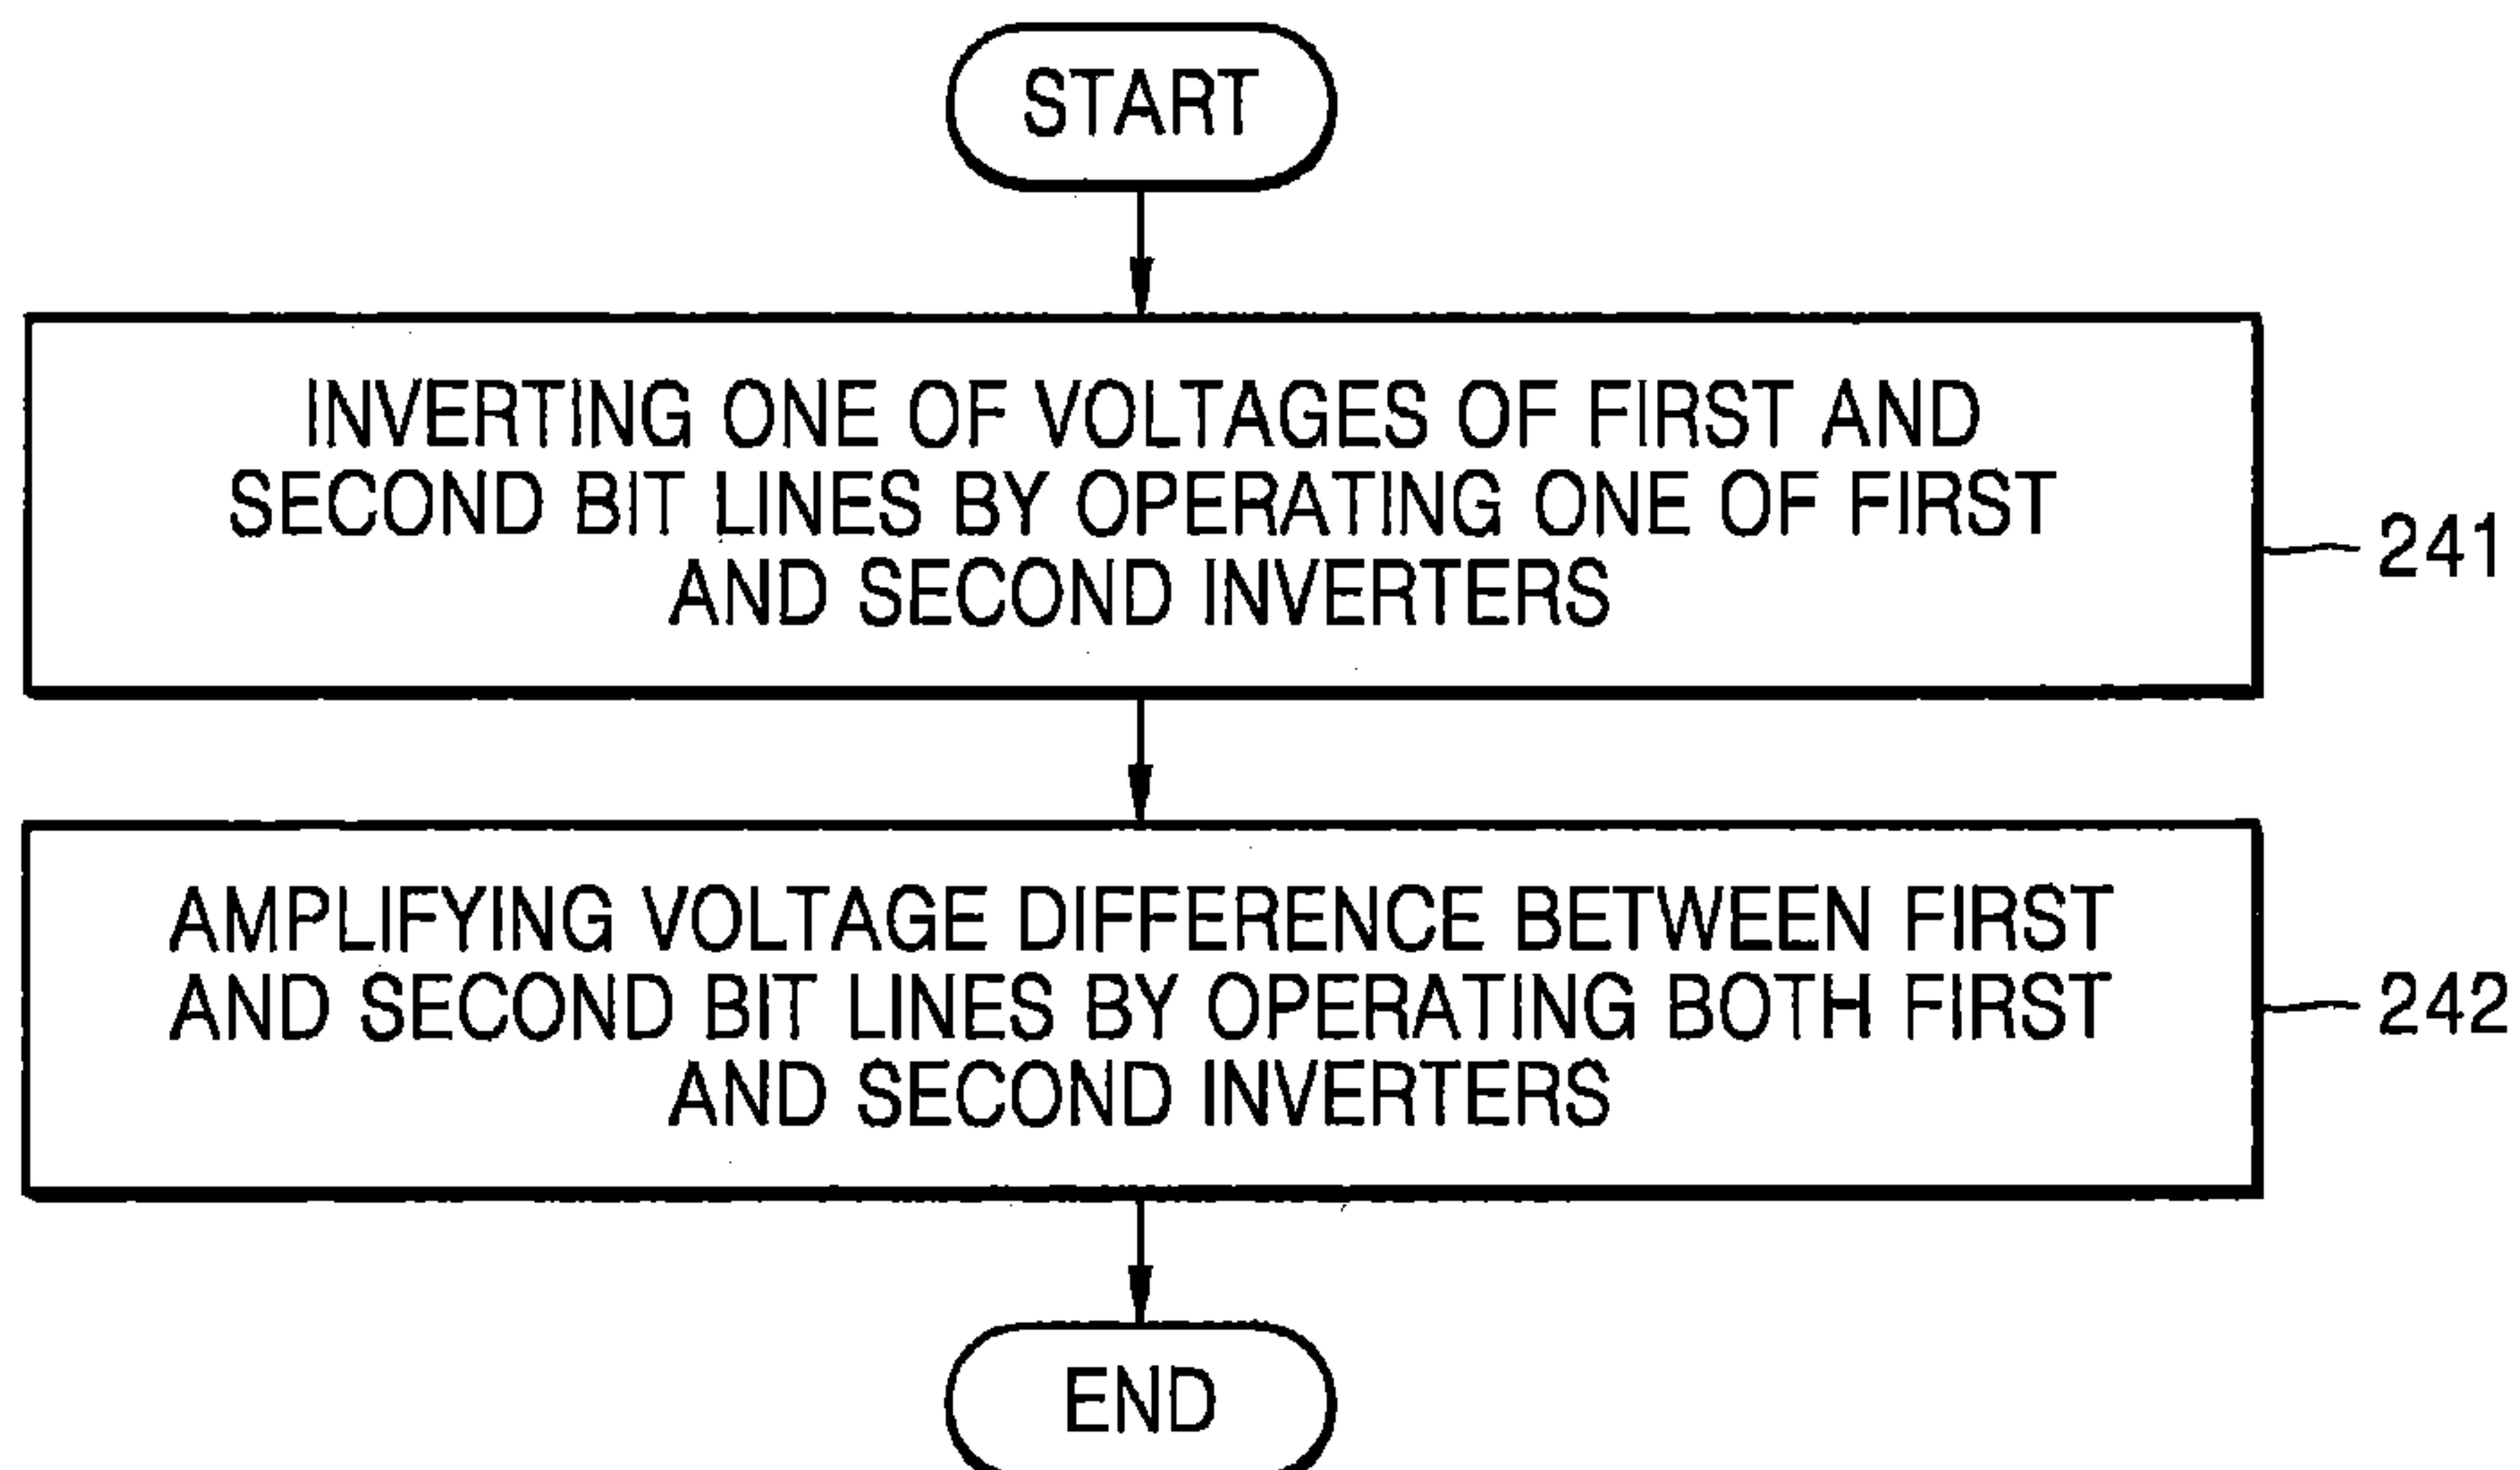 START
INVERTING ONE OF VOLTAGES OF FIRST AND
SECOND BIT LINES BY OPERATING ONE OF FIRST
AND SECOND INVERTERS
241
AMPLIFYING VOLTAGE DIFFERENCE BETWEEN FIRST
AND SECOND BIT LINES BY OPERATING BOTH FIRST
AND SECOND INVERTERS
242
END